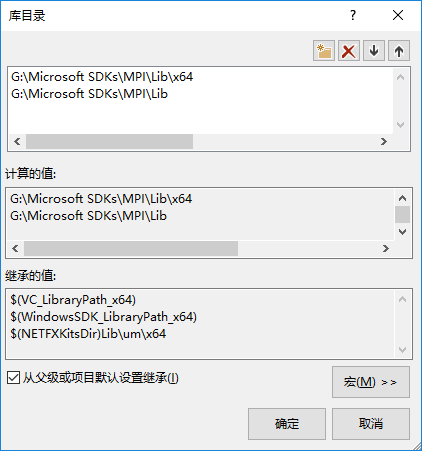 库目录
?
G:\Microsoft SDKs\MPI\Lib\x64
G:\Microsoft SDKs\MPI\Lib
计算的值:
G:\Microsoft SDKs\MPI\Lib\x64
G:\Microsoft SDKs\MPI\Lib
继承的值:
$(VC_LibraryPath_x64)
$(WindowsSDK_LibraryPath_x64)
$(NETFXKitsDir)Lib\um\x64
从父级或项目默认设置继承(I)
宏(M) >>
确定
取消